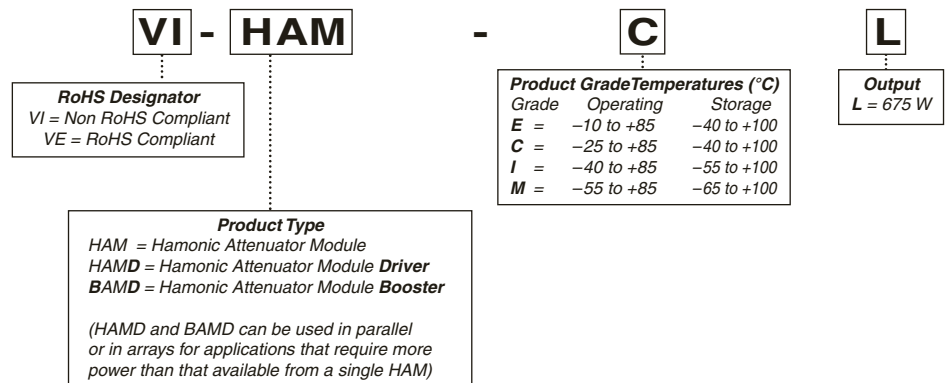 VI - HAM - C L
RoHS Designator
VI = Non RoHS Compliant
VE = RoHS Compliant
Product GradeTemperatures (°C)
Grade Operating Storage
E = –10 to +85 –40 to +100
C = –25 to +85 –40 to +100
I = –40 to +85 –55 to +100
M = –55 to +85 –65 to +100
Output
L = 675 W
Product Type
HAM = Hamonic Attenuator Module
HAMD = Hamonic Attenuator Module Driver
BAMD = Hamonic Attenuator Module Booster
(HAMD and BAMD can be used in parallel
or in arrays for applications that require more
power than that available from a single HAM)